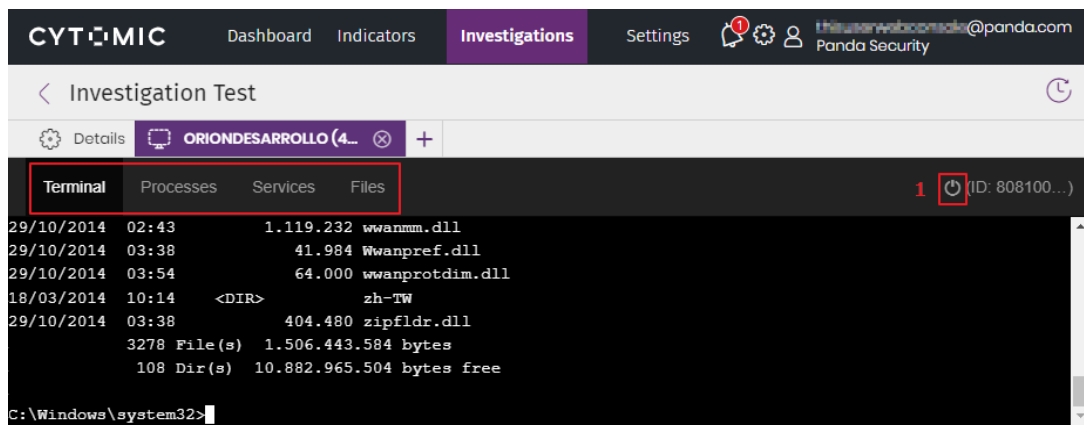 CYTOMIC Dashboard Indicators Investigations Settings 1 @panda.com
Panda Security
Investigation Test
Details ORIONDESARROLLO (4... +
Terminal Processes Services Files 1 (ID: 808100...)
29/10/2014 02:43 1.119.232 wwanmm.dll
29/10/2014 03:38 41.984 Wwanpref.dll
29/10/2014 03:54 64.000 wwanprotdim.dll
18/03/2014 10:14 <DIR> zh-TW
29/10/2014 03:38 404.480 zipfldr.dll
3278 File(s) 1.506.443.584 bytes
108 Dir(s) 10.882.965.504 bytes free
C:\Windows\system32>